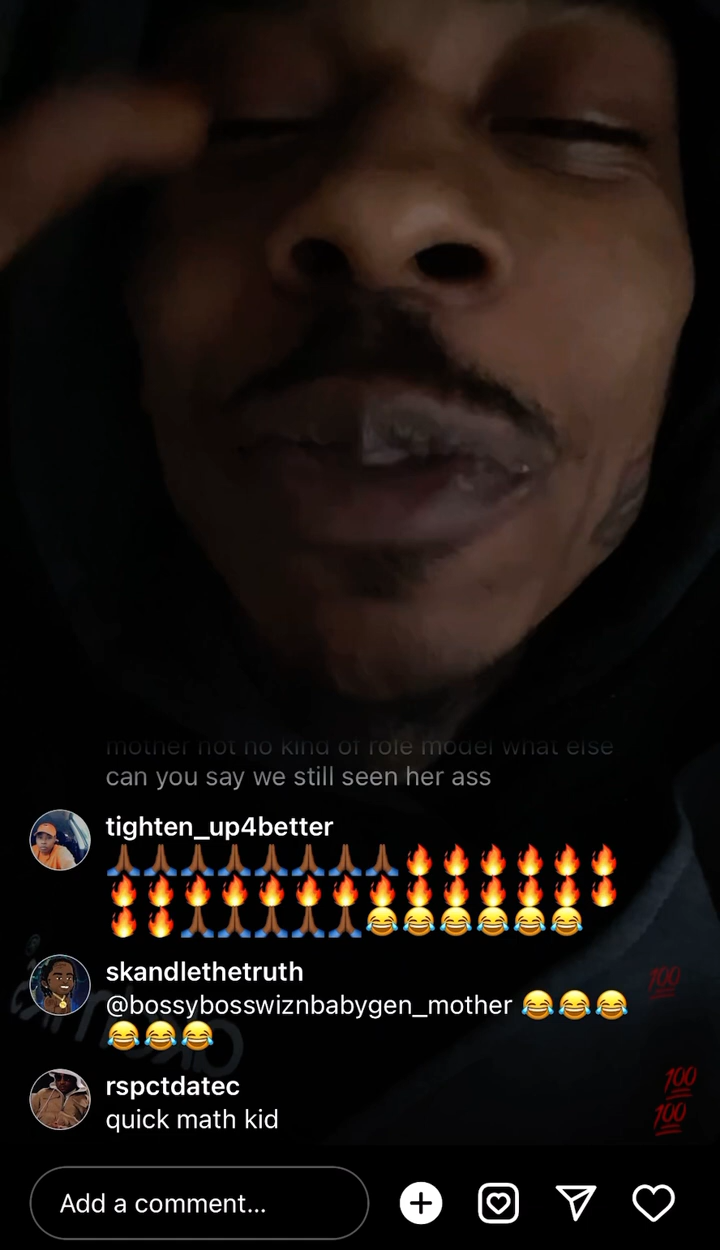 mother not no kind of role model what else
can you say we still seen her ass
tighten_up4better
🙏🏾🙏🏾🙏🏾🙏🏾🙏🏾🙏🏾🙏🏾🙏🏾🔥🔥🔥🔥🔥🔥
🔥🔥🔥🔥🔥🔥🔥🔥🔥🔥🔥🔥🔥🔥
🔥🔥🙏🏾🙏🏾🙏🏾🙏🏾🙏🏾😂😂😂😂😂😂
skandlethetruth
@bossybosswiznbabygen_mother 😂😂😂
😂😂😂
💯
rspctdatec
quick math kid
💯
💯
Add a comment...